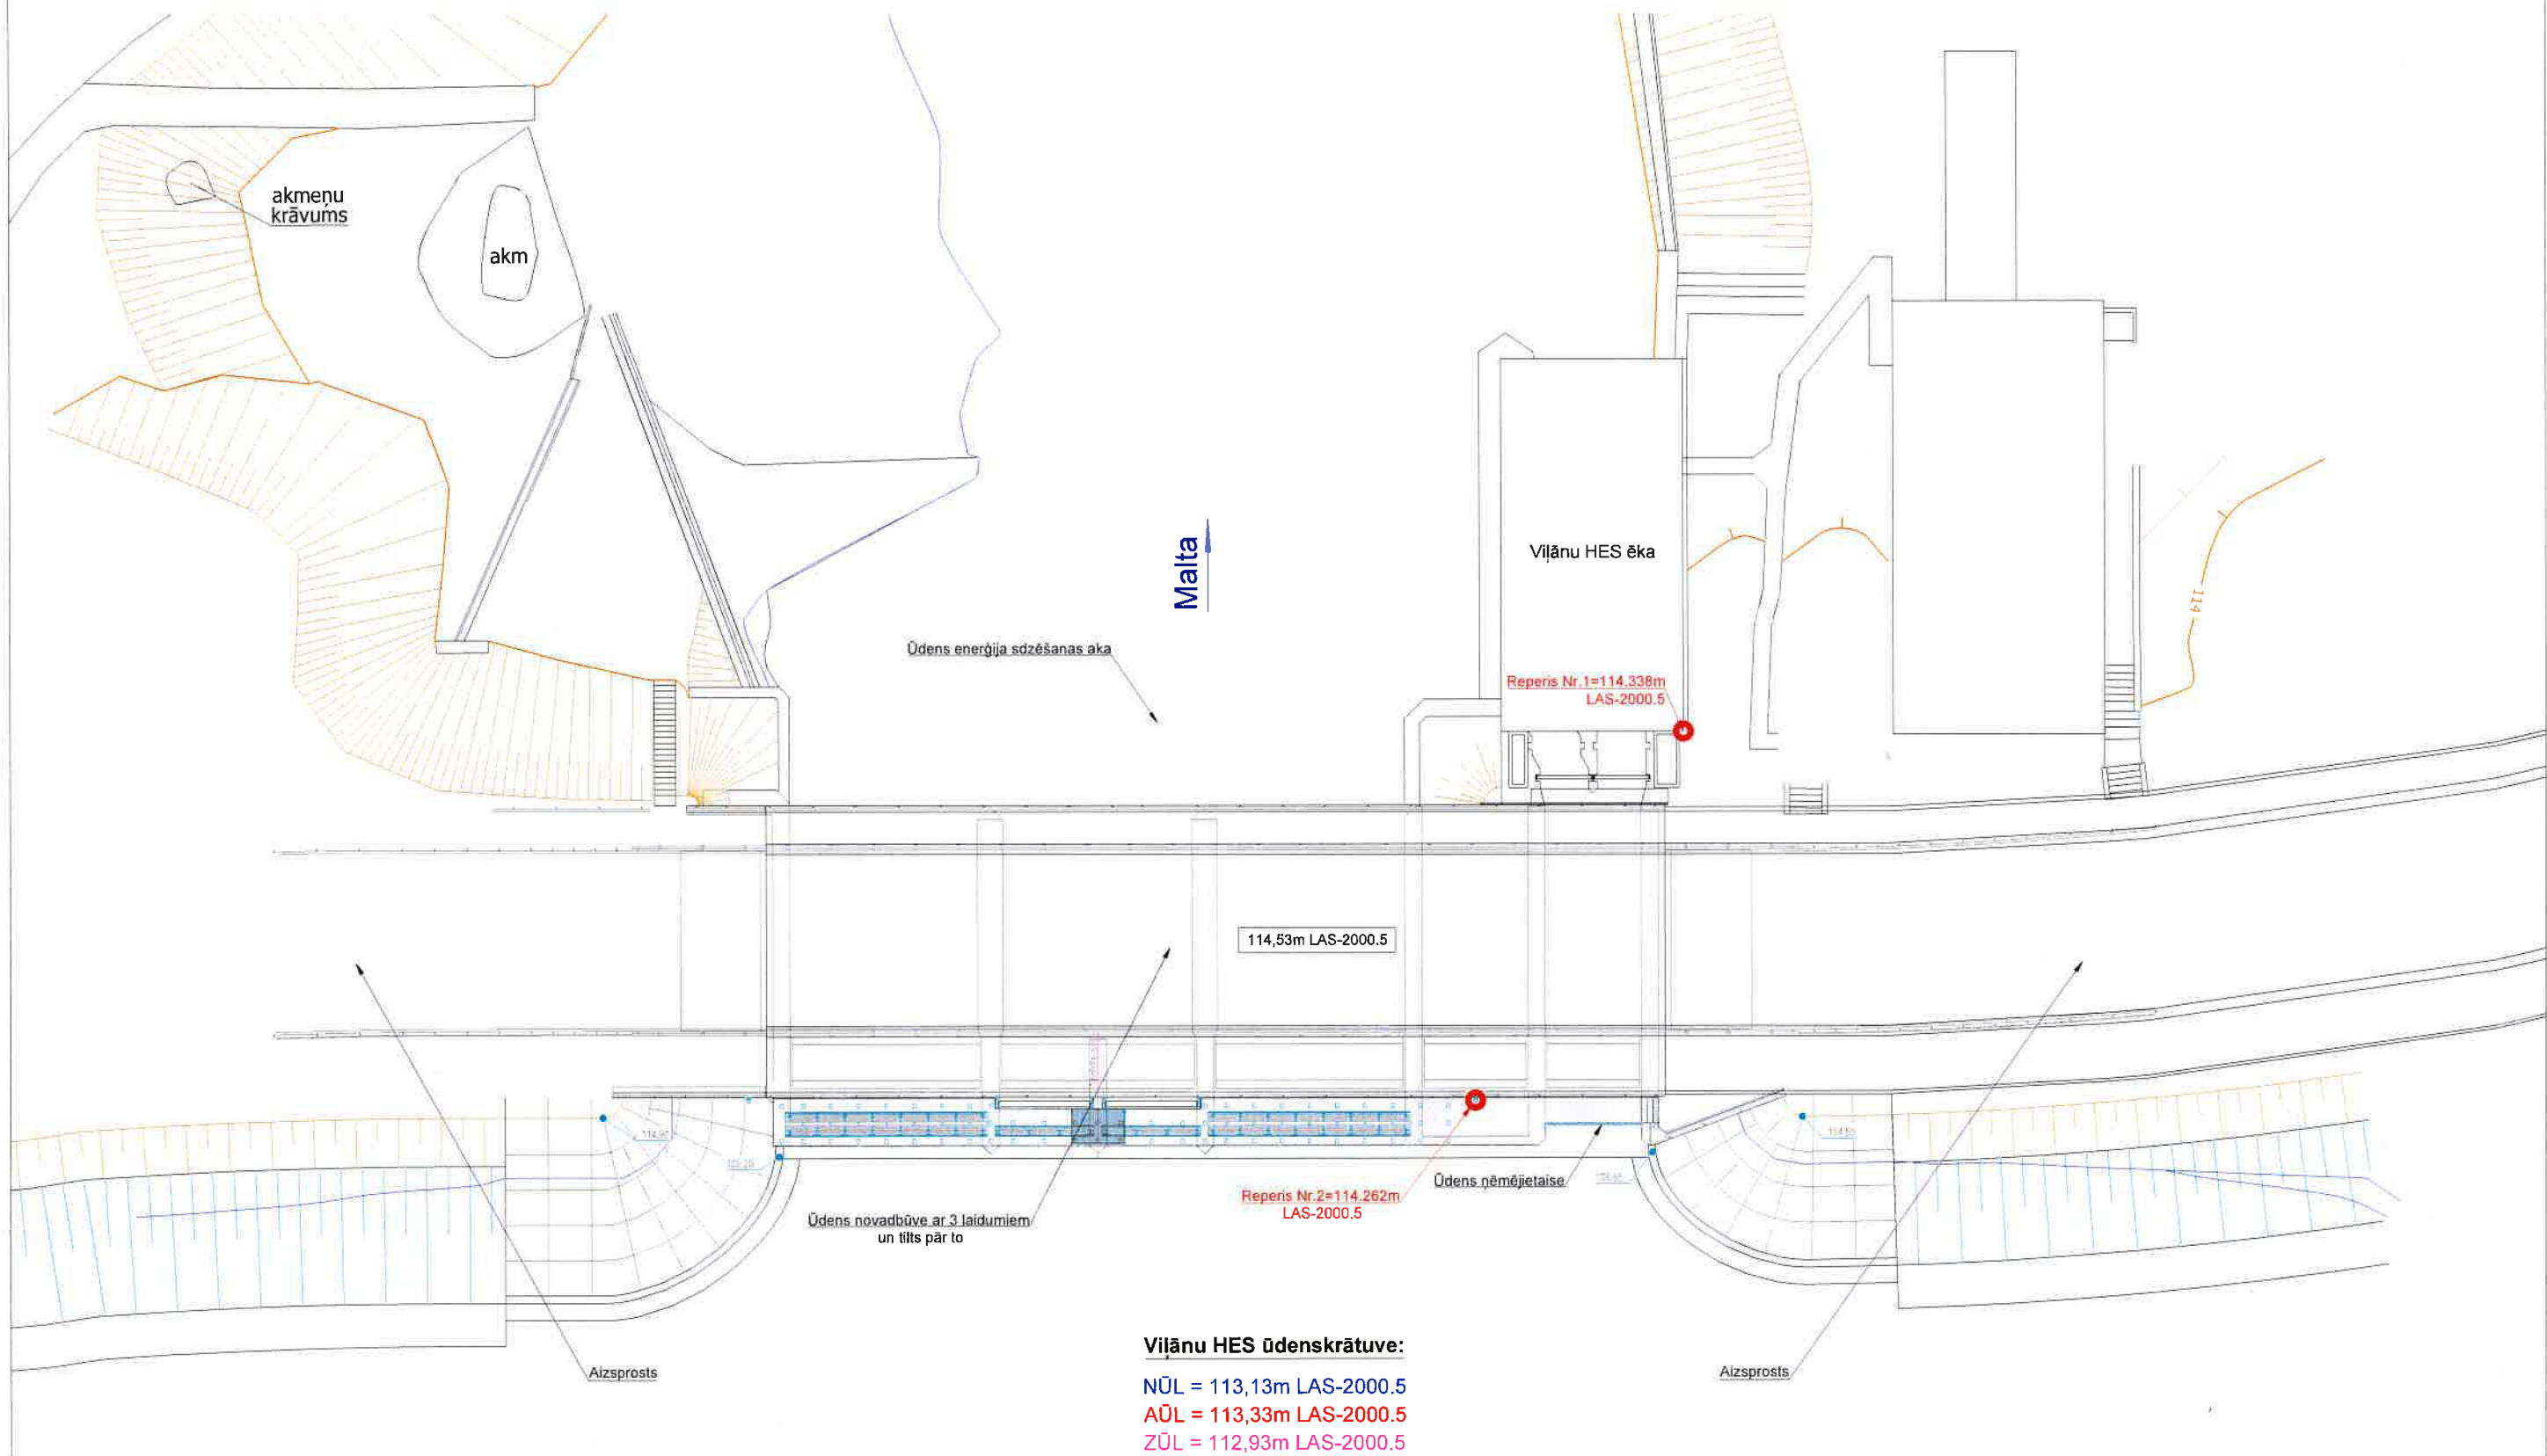 akmeņu
krāvums
akm
Malta
Viļānu HES ēka
Ūdens enerģija sdzēšanas aka
Reperis Nr.1=114.338m
LAS-2000.5
114
114,53m LAS-2000.5
Ūdens ņēmējietaise
Reperis Nr.2=114.262m
LAS-2000.5
Ūdens novadbūve ar 3 laidumiem
un tilts pār to
Aizsprosts
Aizsprosts
Viļānu HES ūdenskrātuve:
NŪL = 113,13m LAS-2000.5
AŪL = 113,33m LAS-2000.5
ZŪL = 112,93m LAS-2000.5